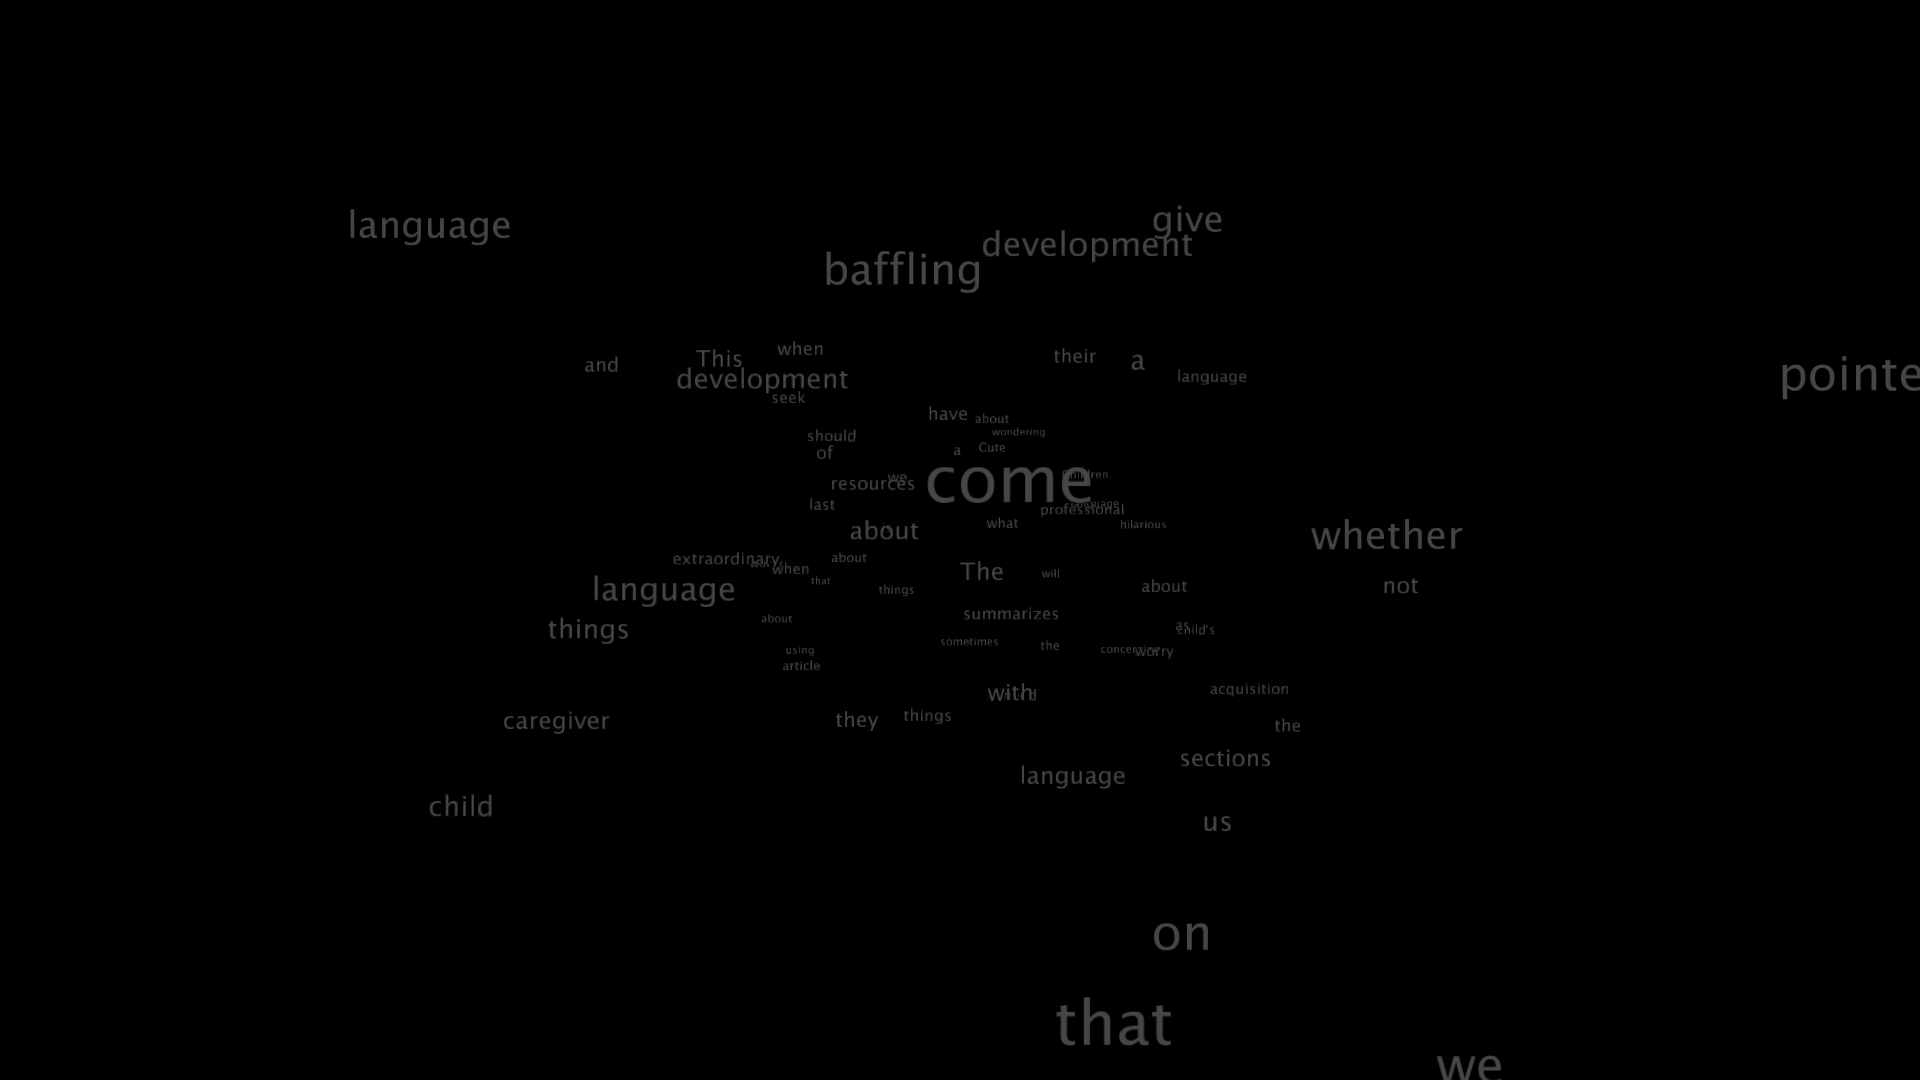 give
language
development
baffling
when
their
This
a
and
pointe
language
development
seek
have
about
wondering
should
Cute
a
of
Children
we
come
resources
language
last
professional
what
hilarious
about
whether
about
extraordinary
when
The
will
that
not
about
language
things
summarizes
about
as
child's
things
sometimes
the
using
concerning
worry
article
acquisition
with
things
they
caregiver
the
sections
language
child
us
on
that
we